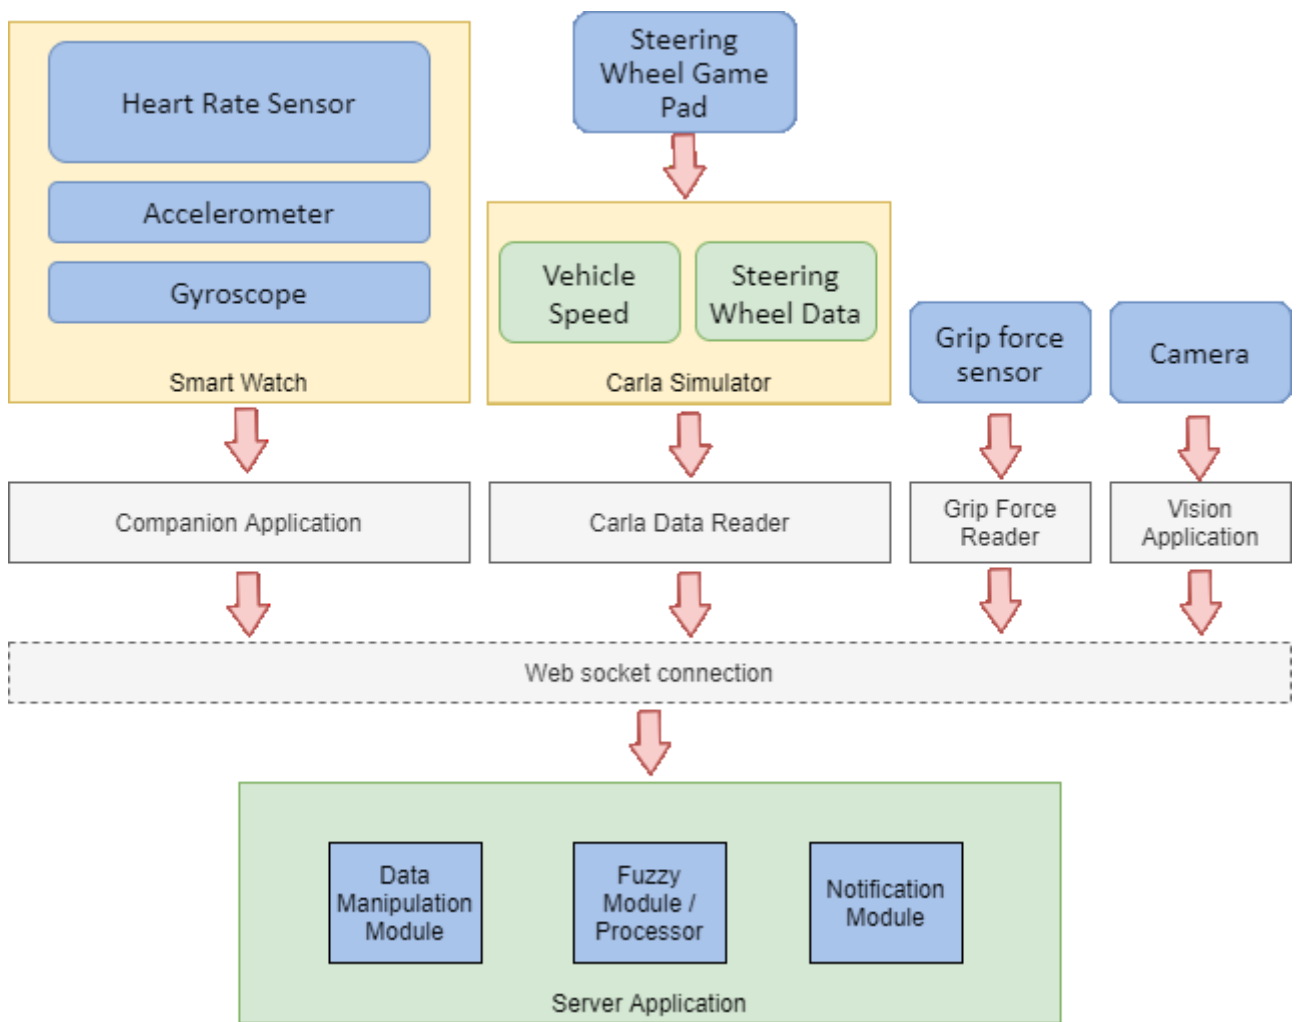 Heart Rate Sensor
Accelerometer
Gyroscope
Smart Watch
Steering
Wheel Game
Pad
Vehicle
Speed
Steering
Wheel Data
Carla Simulator
Grip force
sensor
Camera
Companion Application
Carla Data Reader
Grip Force
Reader
Vision
Application
Web socket connection
Data
Manipulation
Module
Fuzzy
Module /
Processor
Notification
Module
Server Application